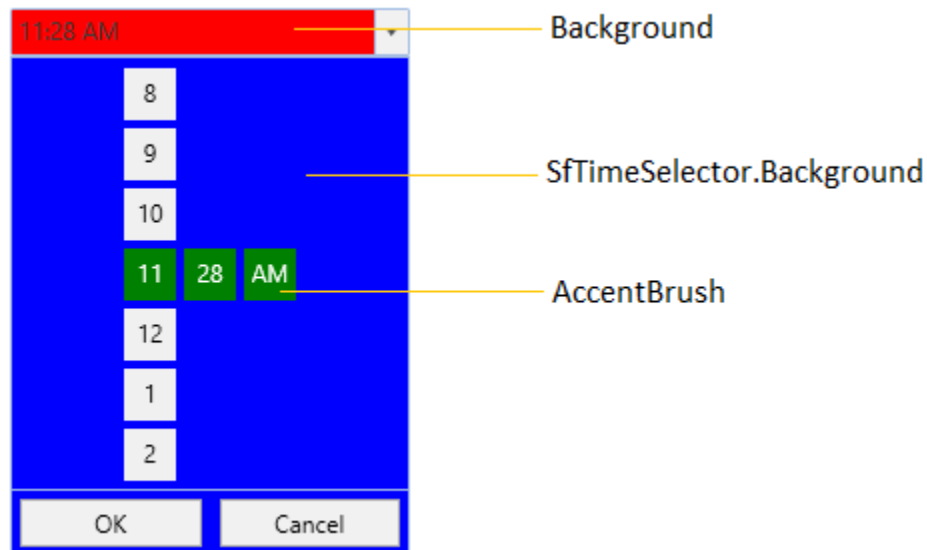 11:28 AM
Background
8
9
SfTimeSelector.Background
10
11 28 AM
AccentBrush
12
1
2
OK Cancel